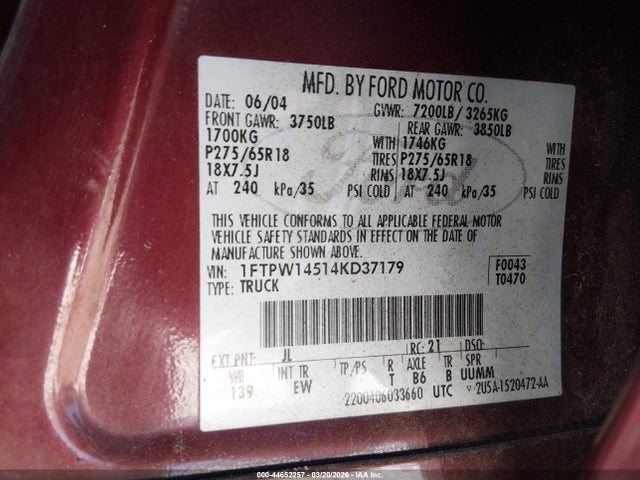 MFD. BY FORD MOTOR CO.
DATE: 06/04 GVWR: 7200LB/ 3265KG
FRONT GAWR: 3750LB REAR GAWR: 3850LB
1700KG WITH 1746KG WITH
P275/65R18 TIRES P275/65R18 TIRES
18X7.5J RIMS 18X7.5J RIMS
AT 240 kPa/35 PSI COLD AT 240 kPa/35 PSI COLD
Ford
THIS VEHICLE CONFORMS TO ALL APPLICABLE FEDERAL MOTOR
VEHICLE SAFETY STANDARDS IN EFFECT ON THE DATE OF
MANUFACTURE SHOWN ABOVE.
VIN: 1FTPW14514KD37179 F0043
TYPE: TRUCK T0470
EXT PNT: JL RC: 21 DSO:
WB INT TR TP/PS R AXLE TR SPR
139 EW T B6 B UUMM
2200406033660 UTC ▽ 2U5A-1520472-AA
000-44652257 - 03/20/2026 - COPART, INC.